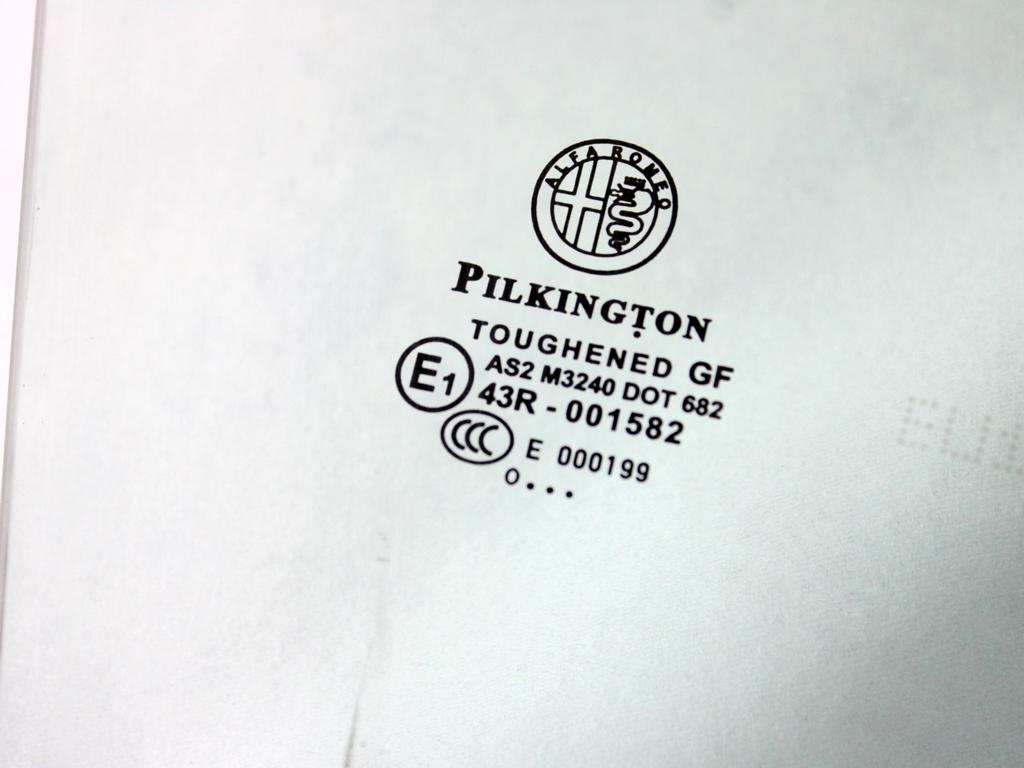 ALFA ROMEO
PILKINGTON
TOUGHENED GF
E1
AS2 M3240 DOT 682
43R - 001582
CCC
E 000199
O...